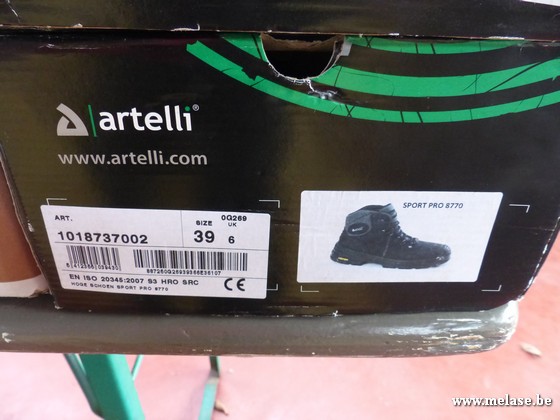 artelli®
www.artelli.com
ART.
SIZE
0G269
UK
1018737002
39
6
EN ISO 20345:2007 S3 HRO SRC
HOGE SCHOEN SPORT PRO 8770
CE
SPORT PRO 8770
www.melase.be